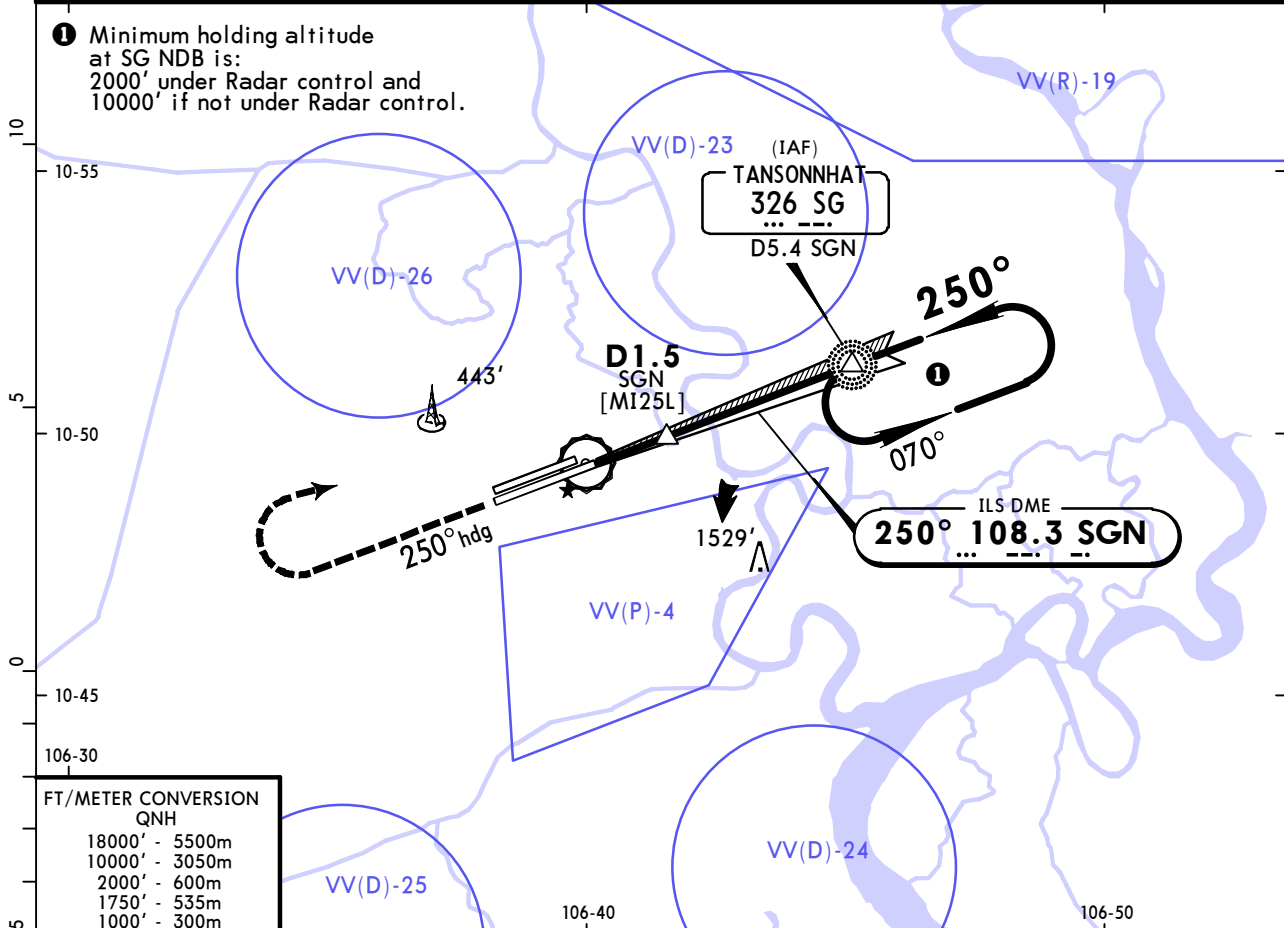 1 Minimum holding altitude
at SG NDB is:
2000' under Radar control and
10000' if not under Radar control.
VV(R)-19
10
10-55
VV(D)-23
(IAF)
TANSONNHAT
326 SG
D5.4 SGN
VV(D)-26
250°
D1.5
SGN
[MI25L]
443'
1
5
10-50
070°
250° hdg
1529'
ILS DME
250° 108.3 SGN
VV(P)-4
0
10-45
106-30
FT/METER CONVERSION
QNH
18000' - 5500m
10000' - 3050m
2000' - 600m
1750' - 535m
1000' - 300m
VV(D)-25
VV(D)-24
5
106-40
106-50